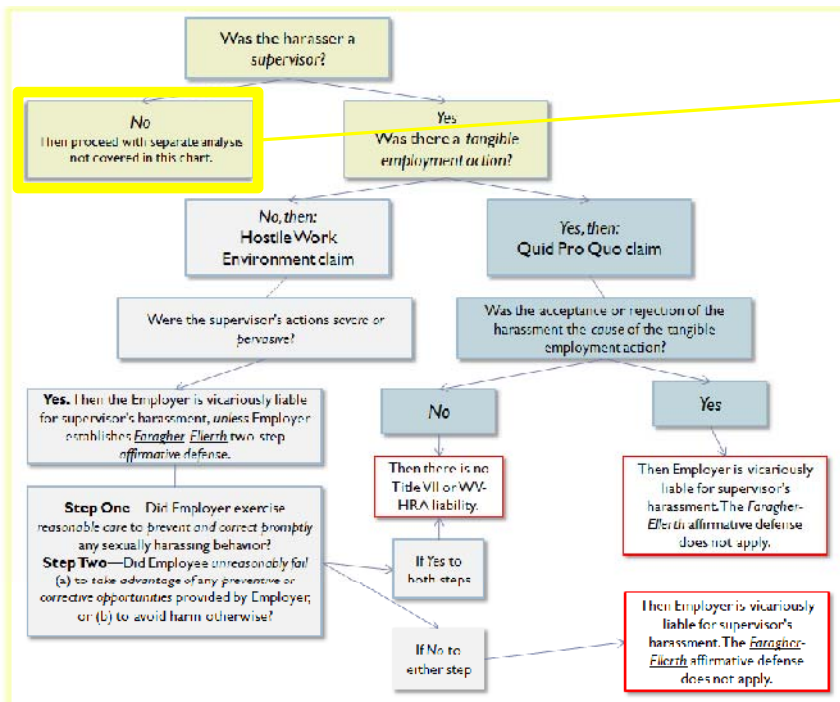 Was the harasser a
supervisor?
No
Then proceed with separate analysis
not covered in this chart.
Yes
Was there a tangible
employment action?
No, then:
Hostile Work
Environment claim
Yes, then:
Quid Pro Quo claim
Were the supervisor's actions severe or
pervasive?
Was the acceptance or rejection of the
harassment the cause of the tangible
employment action?
Yes. Then the Employer is vicariously liable
for supervisor's harassment, unless Employer
establishes Faragher Ellerth two-step
affirmative defense.
No
Yes
Then there is no
Title VII or WV-
HRA liability.
Then Employer is vicariously
liable for supervisor's
harassment. The Faragher-
Ellerth affirmative defense
does not apply.
Step One Did Employer exercise
reasonable care to prevent and correct promptly
any sexually harassing behavior?
Step Two—Did Employee unreasonably fail
(a) to take advantage of any preventive or
corrective opportunities provided by Employer,
or (b) to avoid harm otherwise?
If Yes to
both steps
If No to
either step
Then Employer is vicariously
liable for supervisor's
harassment. The Faragher-
Ellerth affirmative defense
does not apply.